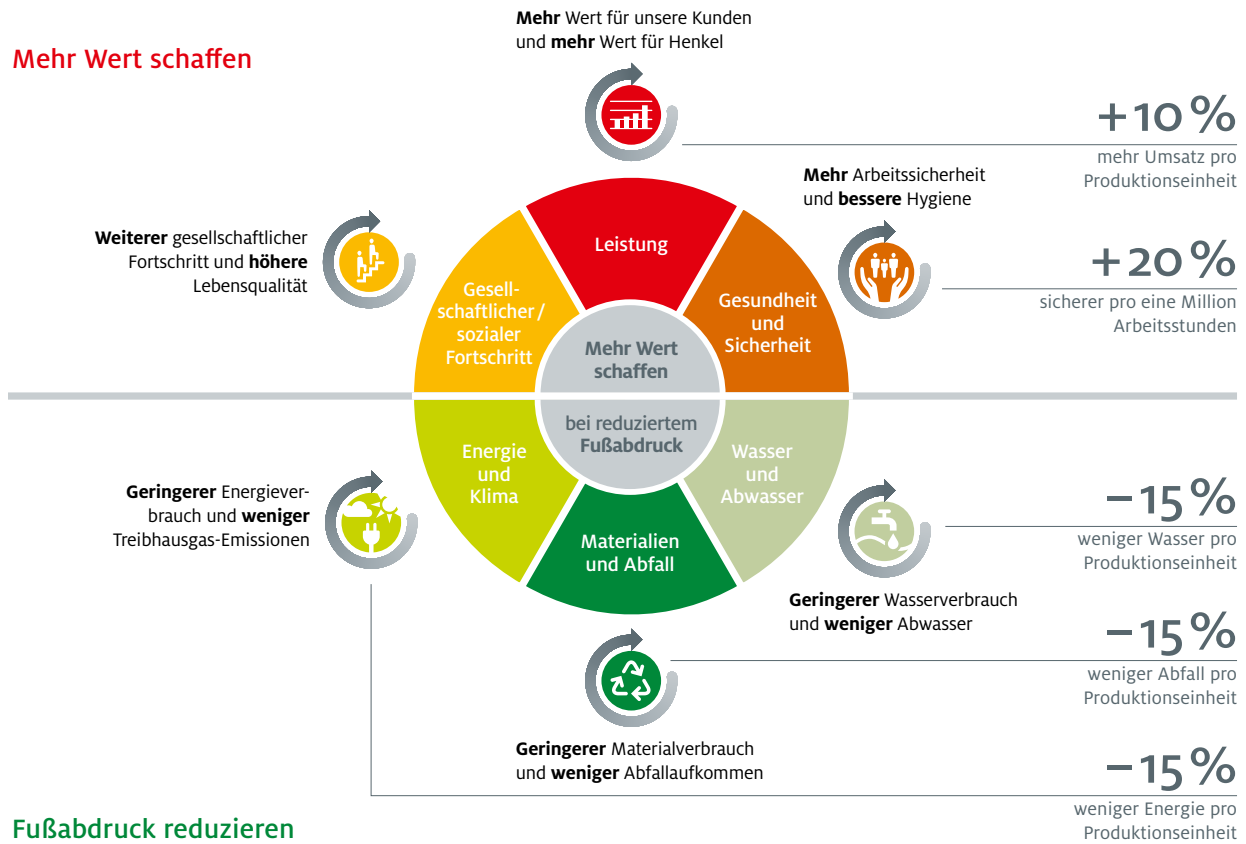 Mehr Wert schaffen
Mehr Wert für unsere Kunden
und mehr Wert für Henkel
+10 %
mehr Umsatz pro
Produktionseinheit
Mehr Arbeitssicherheit
und bessere Hygiene
+20 %
sicherer pro eine Million
Arbeitsstunden
Weiterer gesellschaftlicher
Fortschritt und höhere
Lebensqualität
Leistung
Gesell-
schaftlicher /
sozialer
Fortschritt
Gesundheit
und
Sicherheit
Mehr Wert
schaffen
bei reduziertem
Fußabdruck
Energie
und
Klima
Wasser
und
Abwasser
Materialien
und Abfall
Geringerer Energiever-
brauch und weniger
Treibhausgas-Emissionen
–15 %
weniger Wasser pro
Produktionseinheit
Geringerer Wasserverbrauch
und weniger Abwasser
–15 %
weniger Abfall pro
Produktionseinheit
Geringerer Materialverbrauch
und weniger Abfallaufkommen
–15 %
weniger Energie pro
Produktionseinheit
Fußabdruck reduzieren